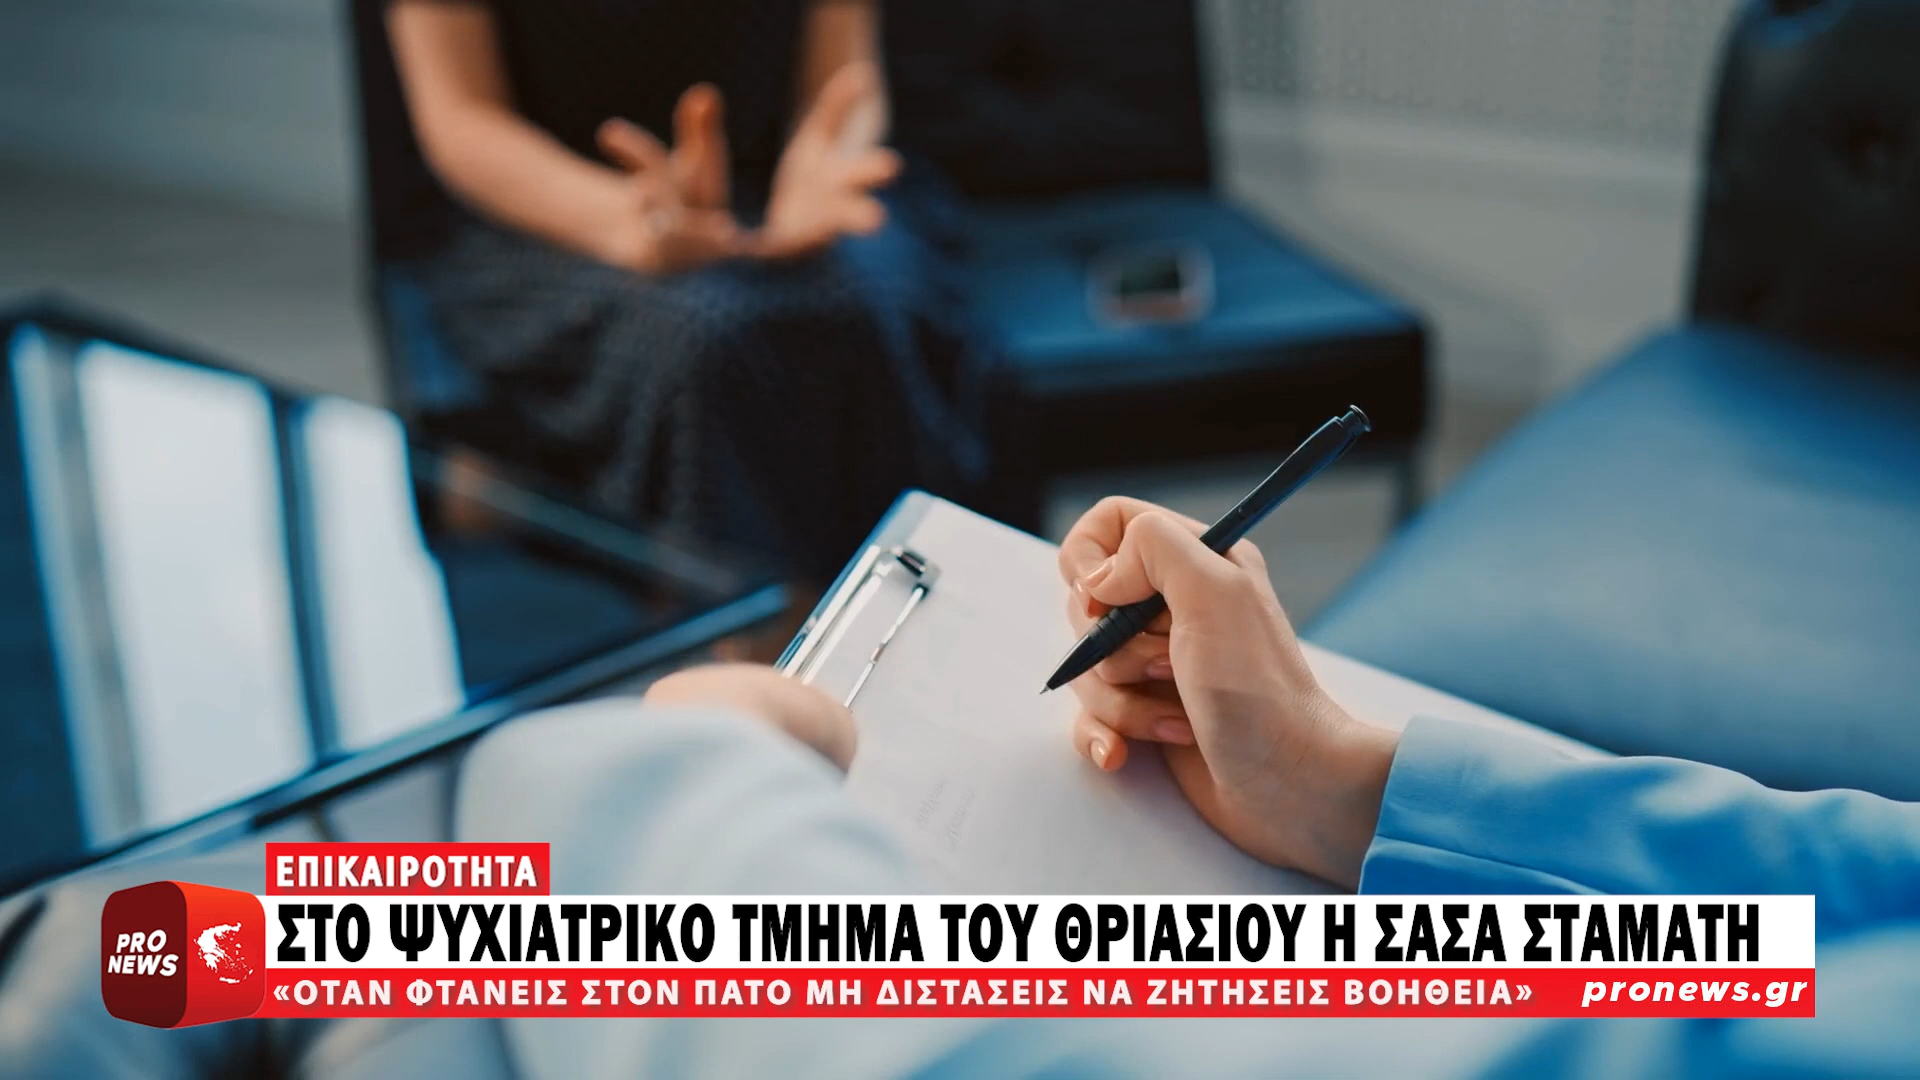 ΕΠΙΚΑΙΡΟΤΗΤΑ
ΣΤΟ ΨΥΧΙΑΤΡΙΚΟ ΤΜΗΜΑ ΤΟΥ ΘΡΙΑΣΙΟΥ Η ΣΑΣΑ ΣΤΑΜΑΤΗ
PRO
NEWS
«ΟΤΑΝ ΦΤΑΝΕΙΣ ΣΤΟΝ ΠΑΤΟ ΜΗ ΔΙΣΤΑΣΕΙΣ ΝΑ ΖΗΤΗΣΕΙΣ ΒΟΗΘΕΙΑ» pronews.gr